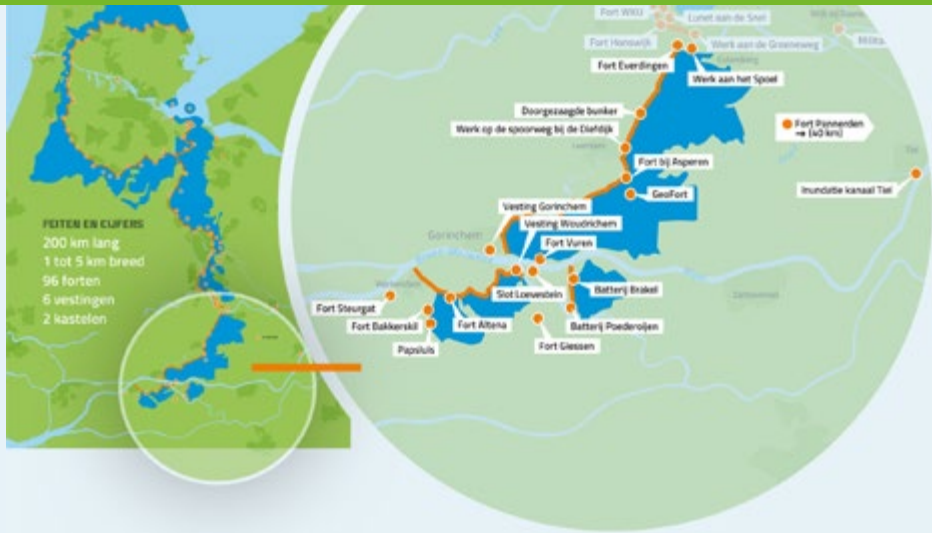 FEITEN EN CIJFERS
200 km lang
1 tot 5 km breed
96 forten
6 vestingen
2 kastelen
Fort WKU
Lunet aan de Snel
Fort Honswijk
Werk aan de Groeneweg
Fort Everdingen
Werk aan het Spoel
Doorgezaagde bunker
Werk op de spoorweg bij de Diefdijk
Fort Pannerden
(40 km)
Fort bij Asperen
GeoFort
Inundatie kanaal Tiel
Tiel
Vesting Gorinchem
Vesting Woudrichem
Gorinchem
Fort Vuren
Slot Loevestein
Batterij Brakel
Fort Steurgat
Fort Bakkerskil
Fort Altena
Batterij Poederoijen
Papsluis
Fort Giessen